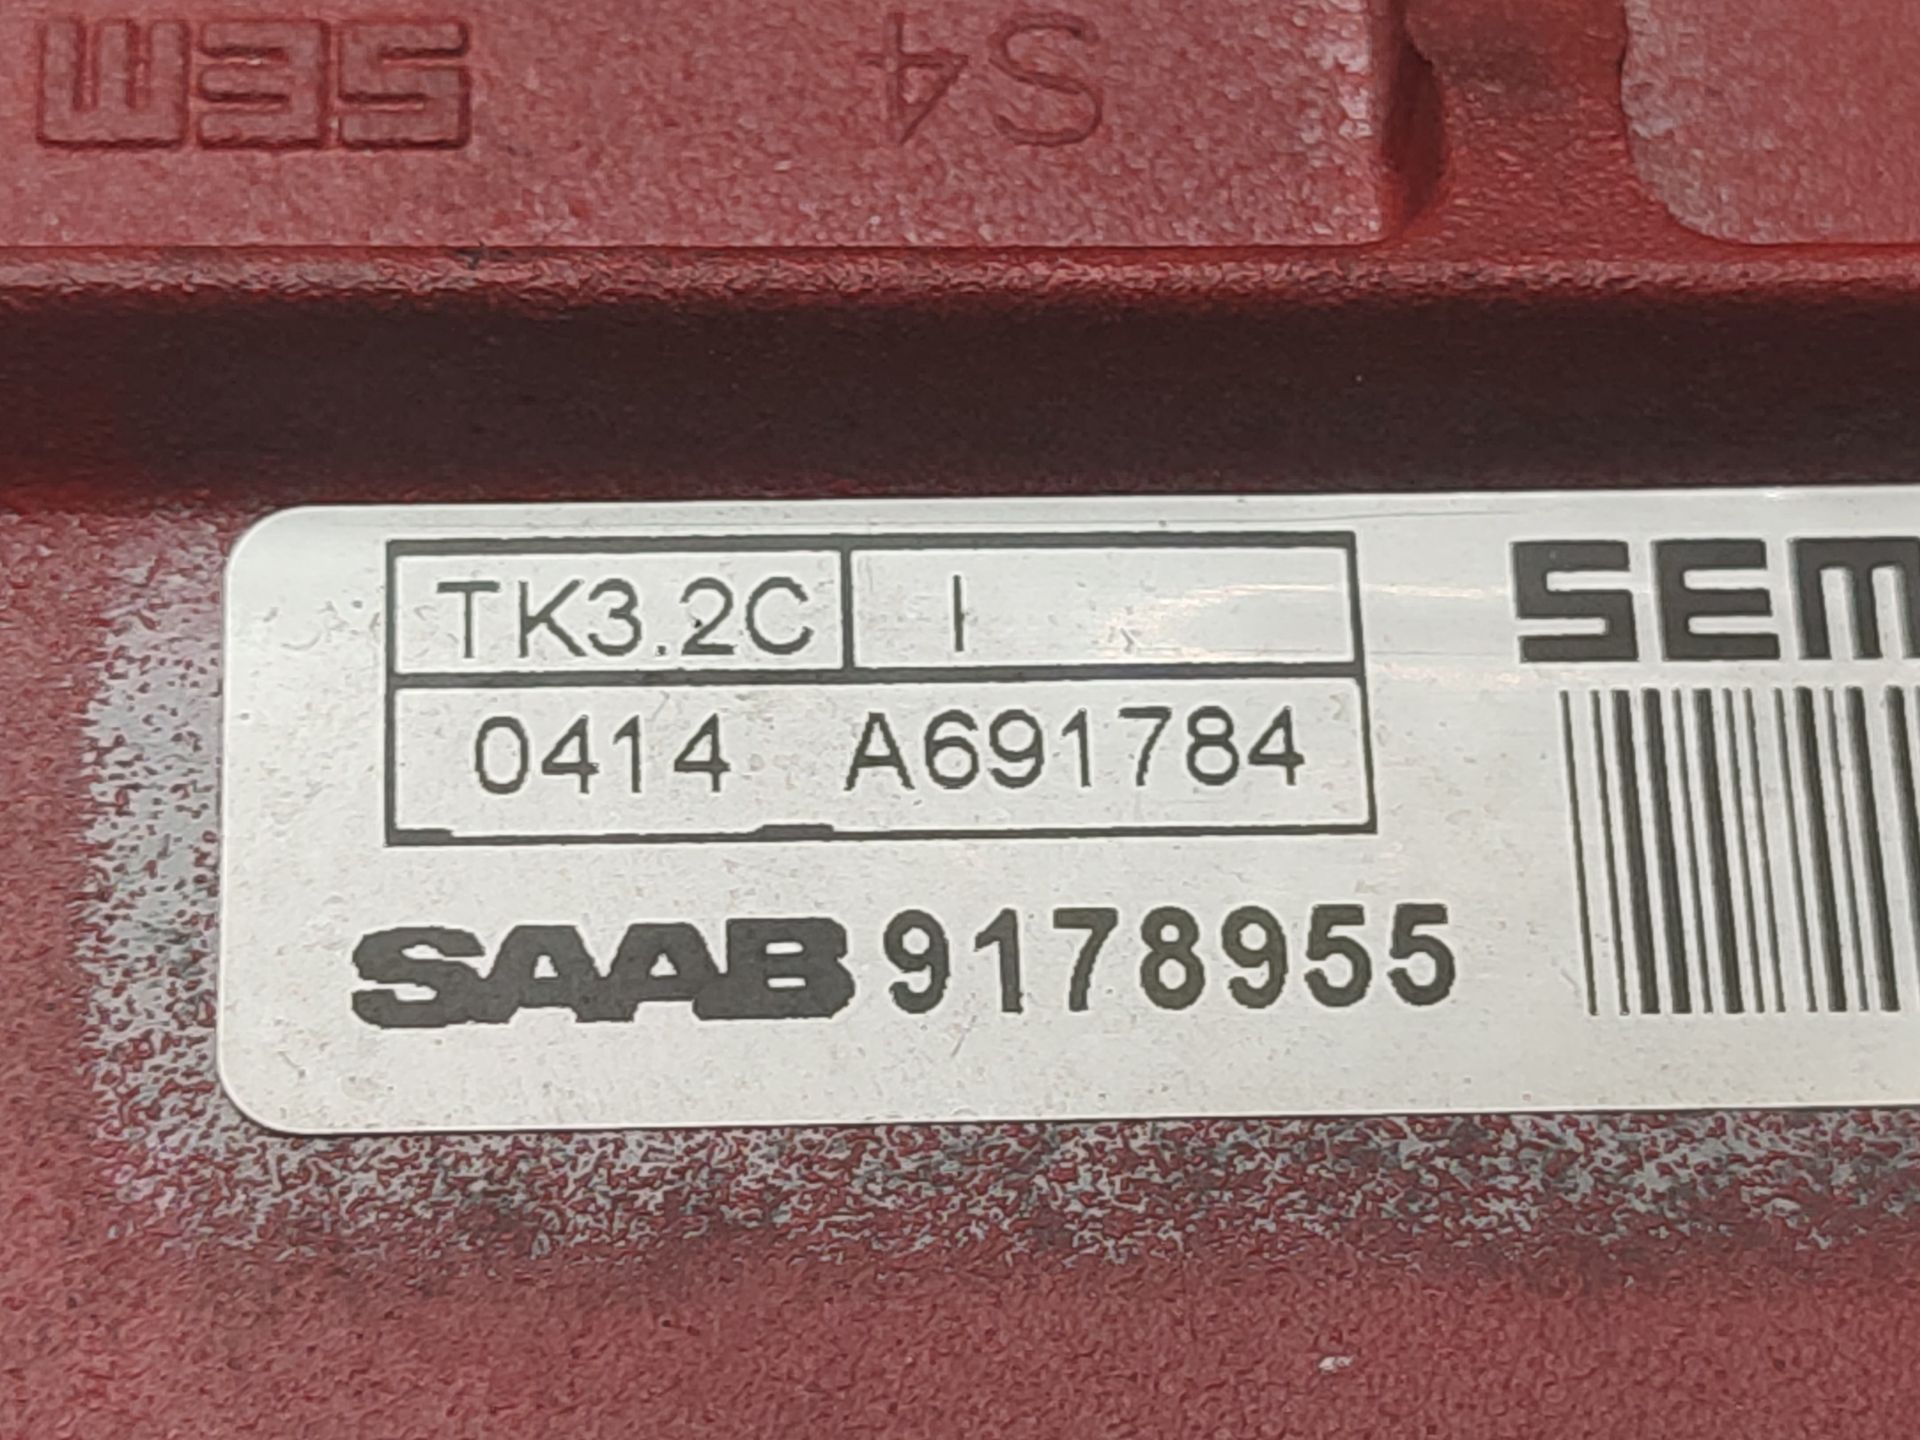 SEM S4
TK3.2C I
SEM
0414 A691784
SAAB 9178955